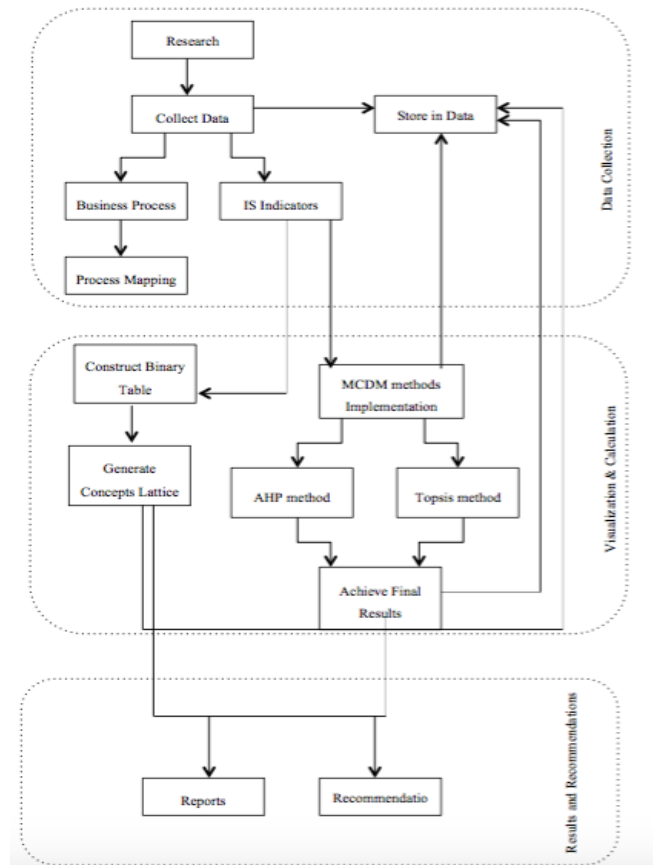 Research
Collect Data
Store in Data
Business Process
IS Indicators
Process Mapping
Data Collection
Construct Binary
Table
MCDM methods
Implementation
Generate
Concepts Lattice
AHP method
Topsis method
Achieve Final
Results
Visualization & Calculation
Reports
Recommendatio
Results and Recommendations